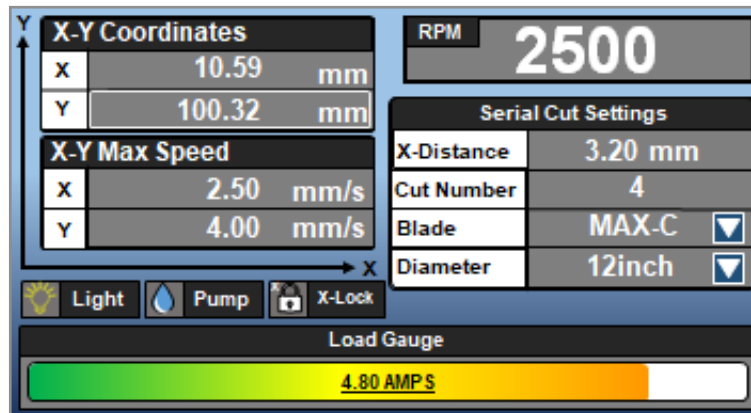 Y
X-Y Coordinates
X 10.59 mm
Y 100.32 mm
X-Y Max Speed
X 2.50 mm/s
Y 4.00 mm/s
X
Light Pump x X-Lock
RPM 2500
Serial Cut Settings
X-Distance 3.20 mm
Cut Number 4
Blade MAX-C
Diameter 12inch
Load Gauge
4.80 AMPS